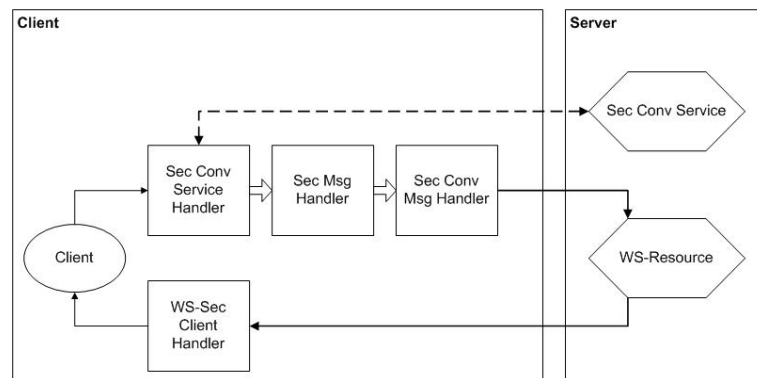 Client
Server
Sec Conv Service
Sec Conv
Service
Handler
Sec Msg
Handler
Sec Conv
Msg Handler
Client
WS-Resource
WS-Sec
Client
Handler